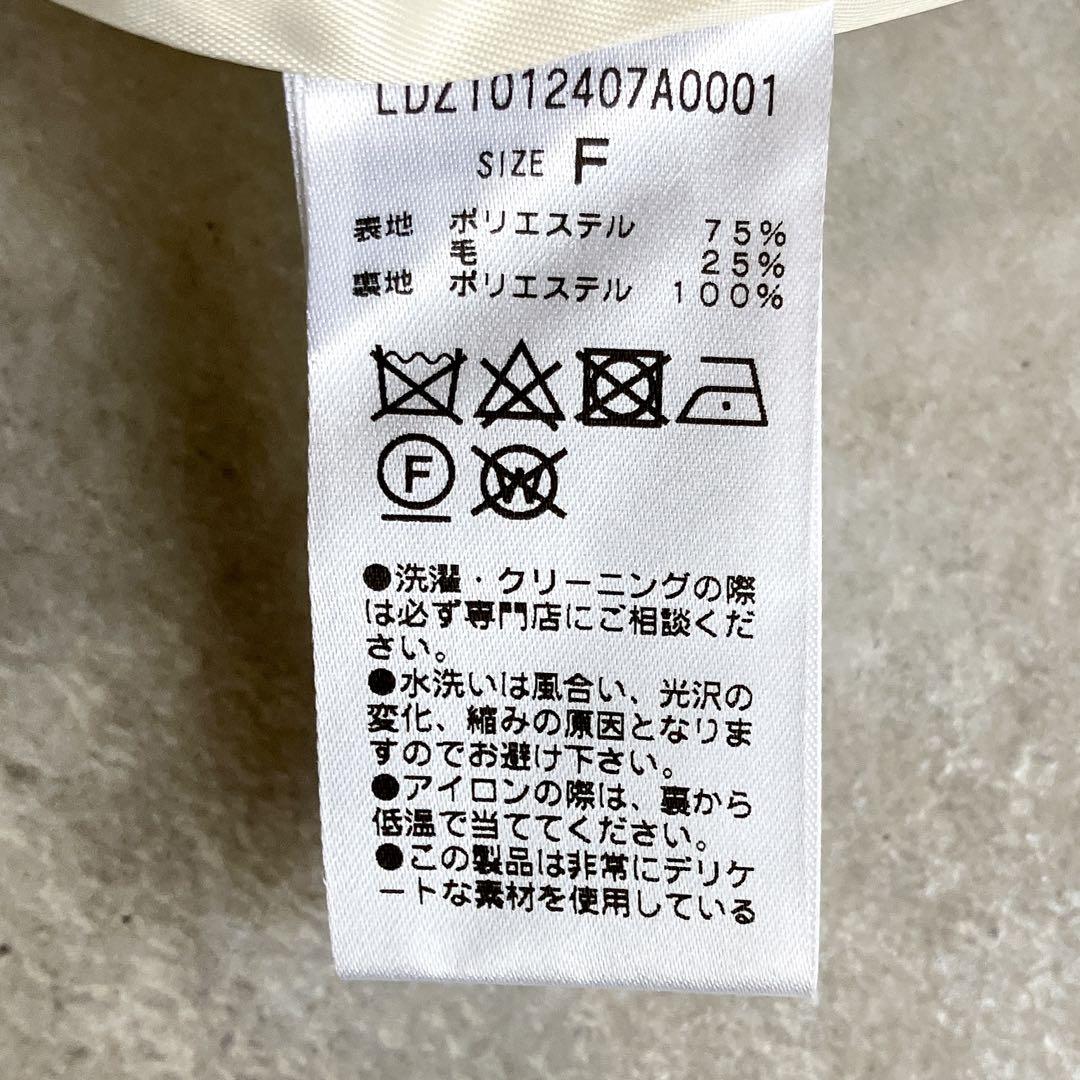 LDZ1012407A0001
SIZE F
表地 ポリエステル 75%
毛 25%
裏地 ポリエステル 100%
F
W
●洗濯・クリーニングの際
は必ず専門店にご相談くだ
さい。
●水洗いは風合い、光沢の
変化、縮みの原因となりま
すのでお避け下さい。
●アイロンの際は、裏から
低温で当ててください。
●この製品は非常にデリケ
ートな素材を使用している